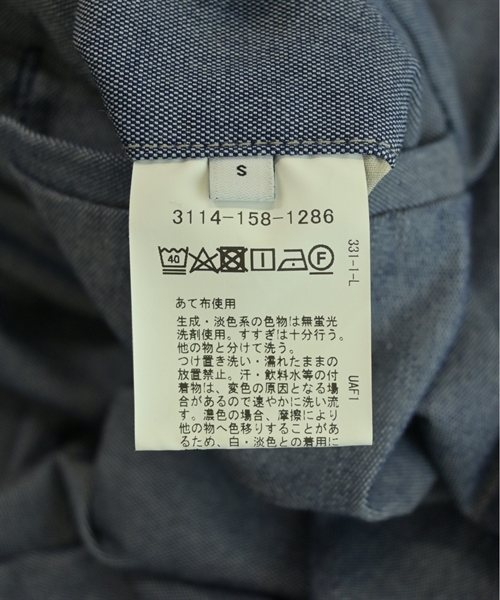 S
3114-158-1286
40
F
331-1-L
あて布使用
生成・淡色系の色物は無蛍光
洗剤使用。すすぎは十分行う。
他の物と分けて洗う。
つけ置き洗い・濡れたままの
放置禁止。汗・飲料水等の付
着物は、変色の原因となる場
合があるので速やかに洗い流
す。濃色の場合、摩擦により
他の物へ色移りすることがあ
るため、白・淡色との着用に
UAF1